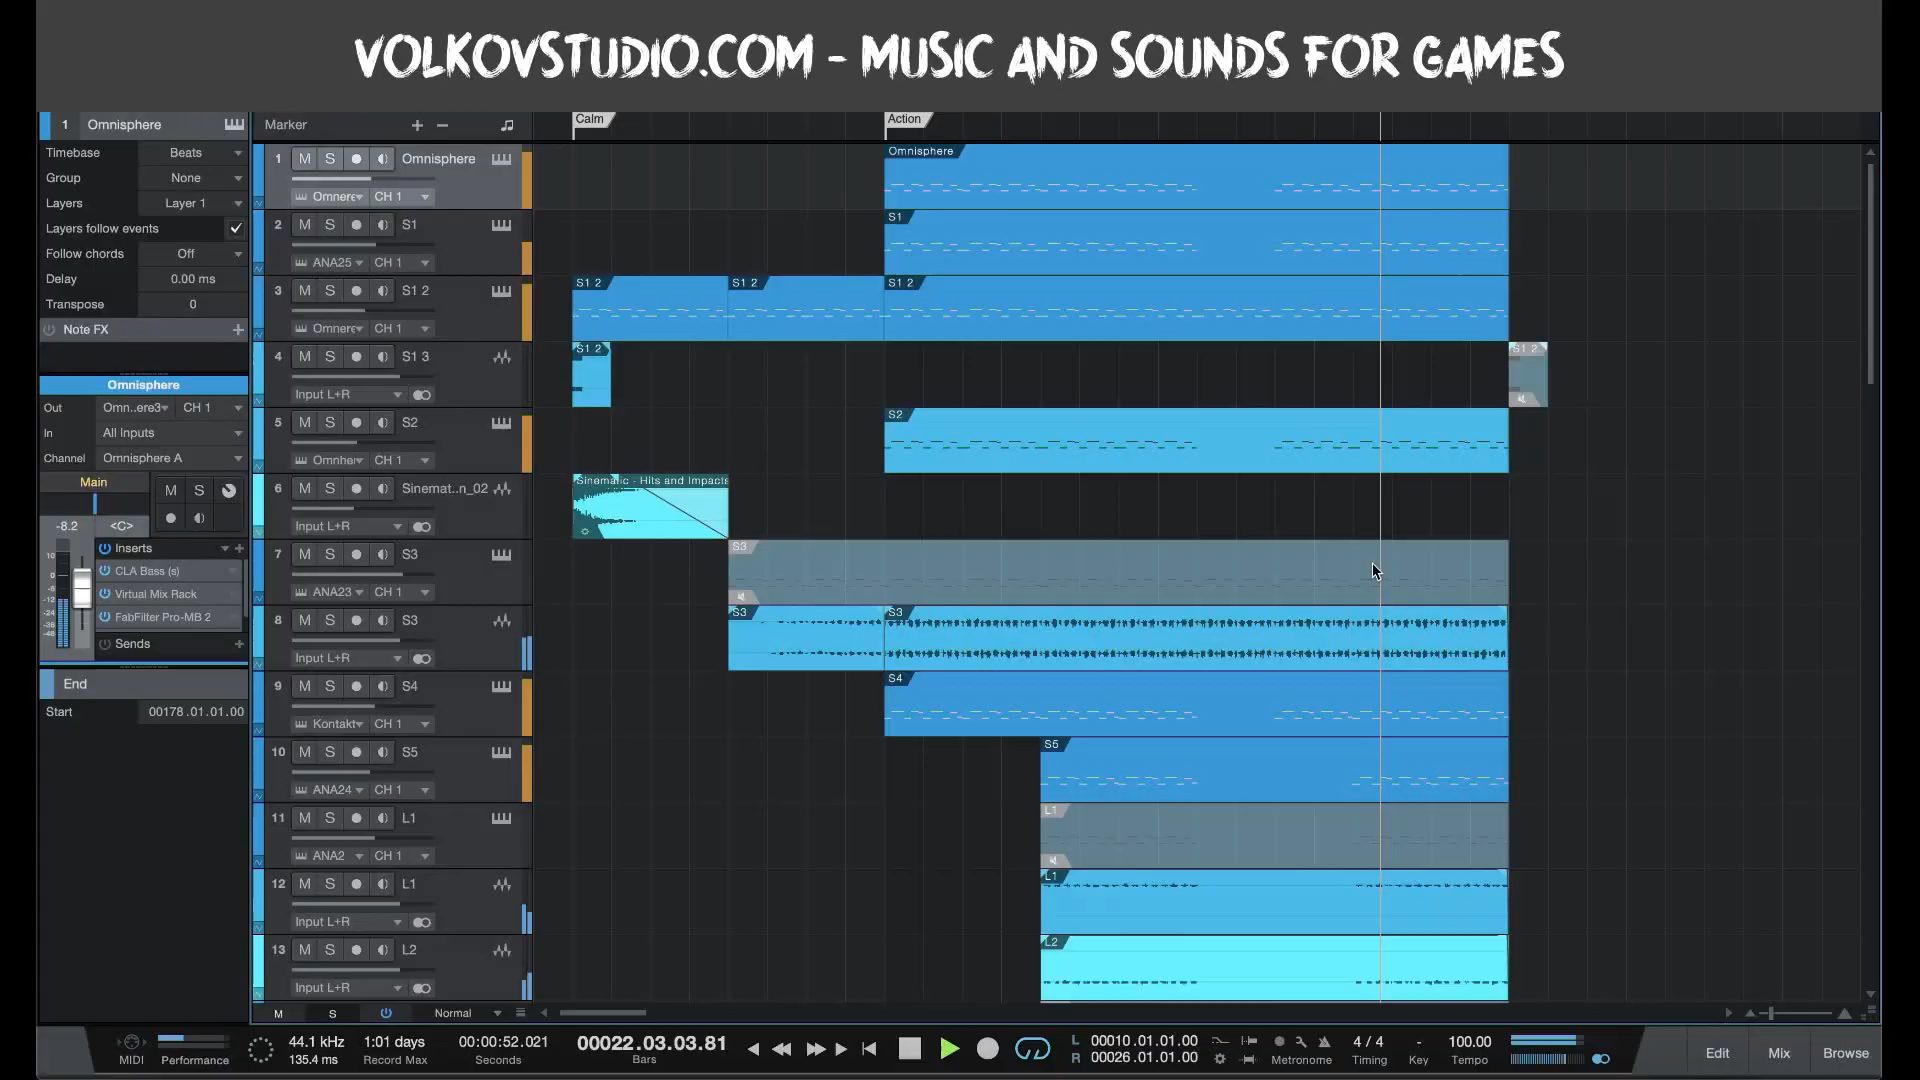 VOLKOVSTUDIO.COM - MUSIC AND SOUNDS FOR GAMES
1 Omnisphere
Timebase Beats
Group None
Layers Layer 1
Layers follow events
Follow chords Off
Delay 0.00 ms
Transpose 0
Note FX
Omnisphere
Out Omn..ere3 CH 1
In All Inputs
Channel Omnisphere A
Main M S
-8.2 <C>
Inserts
CLA Bass (s)
Virtual Mix Rack
FabFilter Pro-MB 2
Sends
End
Start 00178.01.01.00
Marker Calm Action
1 M S Omnisphere Omnisphere
Omnere CH 1
2 M S S1 S1
ANA25 CH 1
3 M S S1 2 S1 2 S1 2 S1 2
Omnere CH 1
4 M S S1 3 S1 2 S1 2
Input L+R
5 M S S2 S2
Omnher CH 1
6 M S Sinemat..n_02 Sinematic - Hits and Impacts
Input L+R
7 M S S3 S3
ANA23 CH 1
8 M S S3 S3 S3
Input L+R
9 M S S4 S4
Kontakt CH 1
10 M S S5 S5
ANA24 CH 1
11 M S L1 L1
ANA2 CH 1
12 M S L1 L1
Input L+R
13 M S L2 L2
Input L+R
M S Normal
MIDI Performance
44.1 kHz
135.4 ms
1:01 days
Record Max
00:00:52.021
Seconds
00022.03.03.81
Bars
L 00010.01.01.00
R 00026.01.01.00
Metronome
4 / 4
Timing
-
Key
100.00
Tempo
Edit Mix Browse